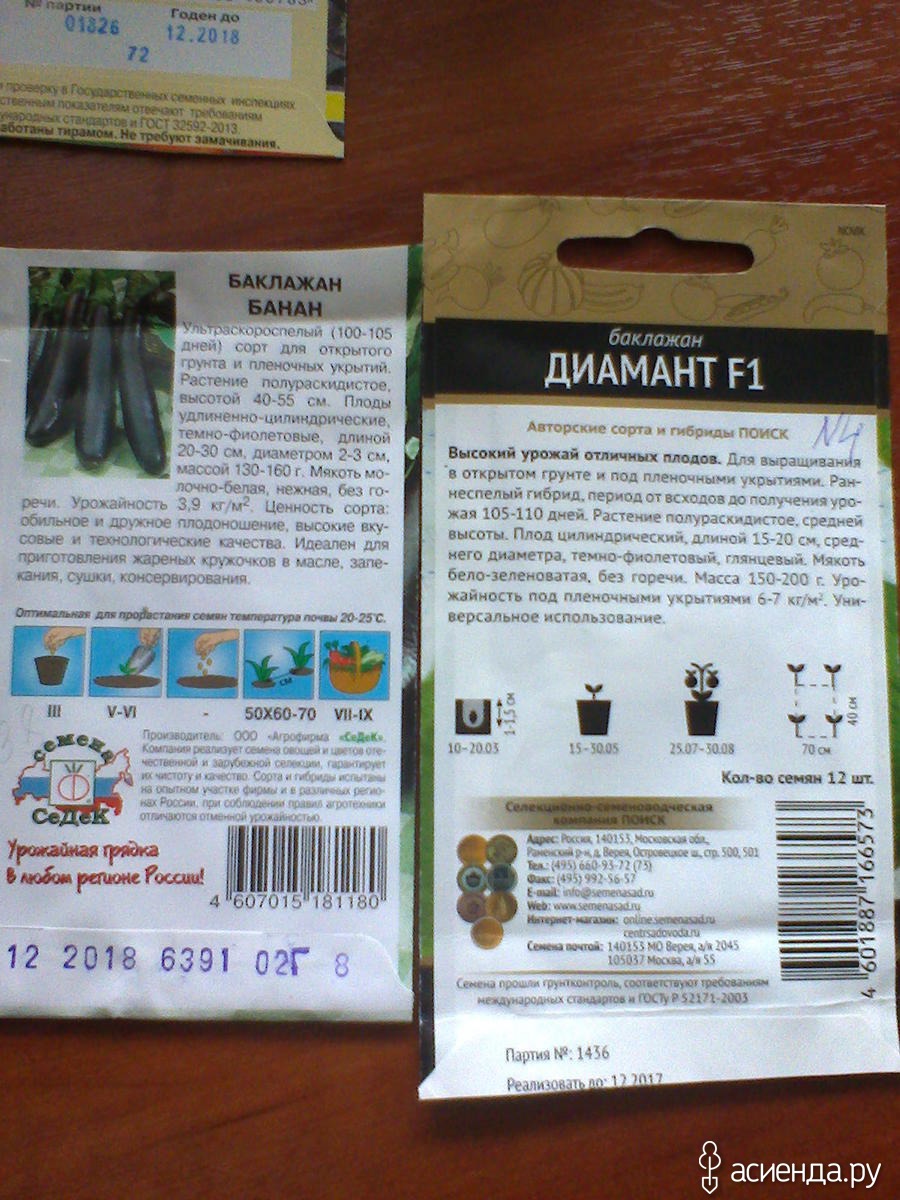 № партии
Годен до
01826
12.2018
72
проверку в Государственных семенных инспекциях
ственным показателям отвечают требованиям
ународных стандартов и ГОСТ 32592-2013.
аботаны тирамом. Не требуют замачивания.
БАКЛАЖАН
БАНАН
Ультраскороспелый (100-105
дней) сорт для открытого
грунта и пленочных укрытий.
Растение полураскидистое,
высотой 40-55 см. Плоды
удлиненно-цилиндрические,
темно-фиолетовые, длиной
20-30 см, диаметром 2-3 см,
массой 130-160 г. Мякоть мо-
лочно-белая, нежная, без го-
речи. Урожайность 3,9 кг/м². Ценность сорта:
обильное и дружное плодоношение, высокие вку-
совые и технологические качества. Идеален для
приготовления жареных кружочков в масле, запе-
кания, сушки, консервирования.
Оптимальная для прорастания семян температура почвы 20-25°С.
см
III V-VI - 50X60-70 VII-IX
семена
СеДеК
Производитель: ООО «Агрофирма «СеДеК».
Компания реализует семена овощей и цветов отече-
ственной и зарубежной селекции, гарантирует
их чистоту и качество. Сорта и гибриды испытаны
на опытном участке фирмы и в различных регио-
нах России, при соблюдении правил агротехники
отличаются отменной урожайностью.
Урожайная грядка
в любом регионе России!
4 607015 181180
12 2018 6391 02Г 8
NOVIK
баклажан
ДИАМАНТ F1
Авторские сорта и гибриды ПОИСК
N4
Высокий урожай отличных плодов. Для выращивания
в открытом грунте и под пленочными укрытиями. Ран-
неспелый гибрид, период от всходов до получения уро-
жая 105-110 дней. Растение полураскидистое, средней
высоты. Плод цилиндрический, длиной 15-20 см, сред-
него диаметра, темно-фиолетовый, глянцевый. Мякоть
бело-зеленоватая, без горечи. Масса 150-200 г. Уро-
жайность под пленочными укрытиями 6-7 кг/м². Уни-
версальное использование.
1-1,5 см
40 см
10-20.03 15-30.05 25.07-30.08 70 см
Кол-во семян 12 шт.
Селекционно-семеноводческая
компания ПОИСК
Адрес: Россия, 140153, Московская обл.,
Раменский р-н, д. Верея, Островецкое ш., стр. 500, 501
Тел.: (495) 660-93-72 (73)
Факс: (495) 992-56-57
E-mail: info@semenasad.ru
Web: www.semenasad.ru
Интернет-магазин: online.semenasad.ru
centrsadovoda.ru
Семена почтой: 140153 МО Верея, а/я 2045
105037 Москва, а/я 55
4 601887 166573
Семена прошли грунтконтроль, соответствуют требованиям
международных стандартов и ГОСТу Р 52171-2003
Партия №: 1436
Реализовать до: 12.2017
асиенда.ру